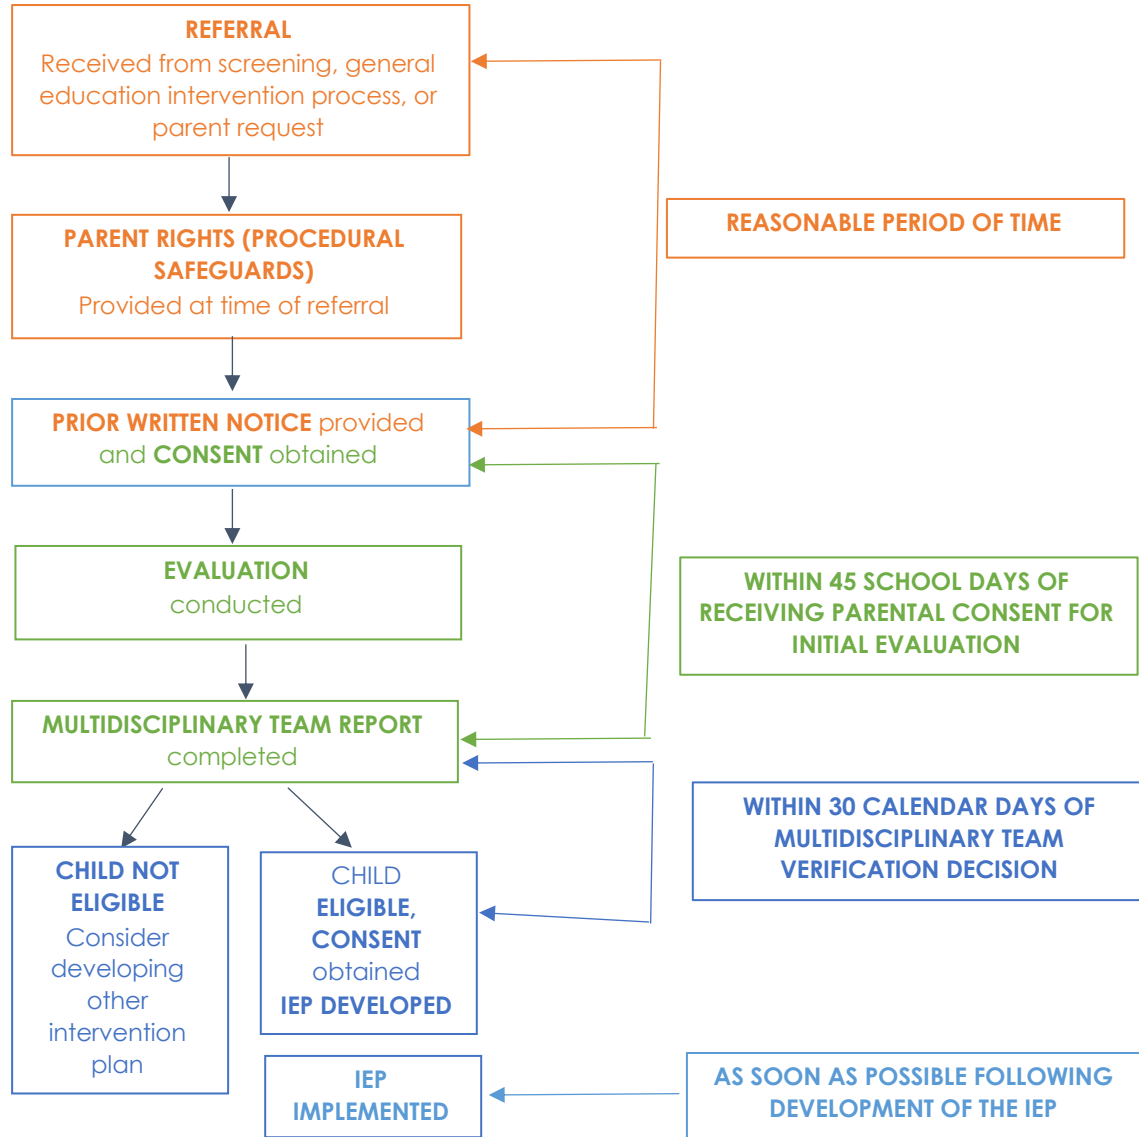 REFERRAL
Received from screening, general
education intervention process, or
parent request
REASONABLE PERIOD OF TIME
PARENT RIGHTS (PROCEDURAL
SAFEGUARDS)
Provided at time of referral
PRIOR WRITTEN NOTICE provided
and CONSENT obtained
EVALUATION
conducted
WITHIN 45 SCHOOL DAYS OF
RECEIVING PARENTAL CONSENT FOR
INITIAL EVALUATION
MULTIDISCIPLINARY TEAM REPORT
completed
WITHIN 30 CALENDAR DAYS OF
MULTIDISCIPLINARY TEAM
VERIFICATION DECISION
CHILD NOT
ELIGIBLE
Consider
developing
other
intervention
plan
CHILD
ELIGIBLE,
CONSENT
obtained
IEP DEVELOPED
IEP
IMPLEMENTED
AS SOON AS POSSIBLE FOLLOWING
DEVELOPMENT OF THE IEP